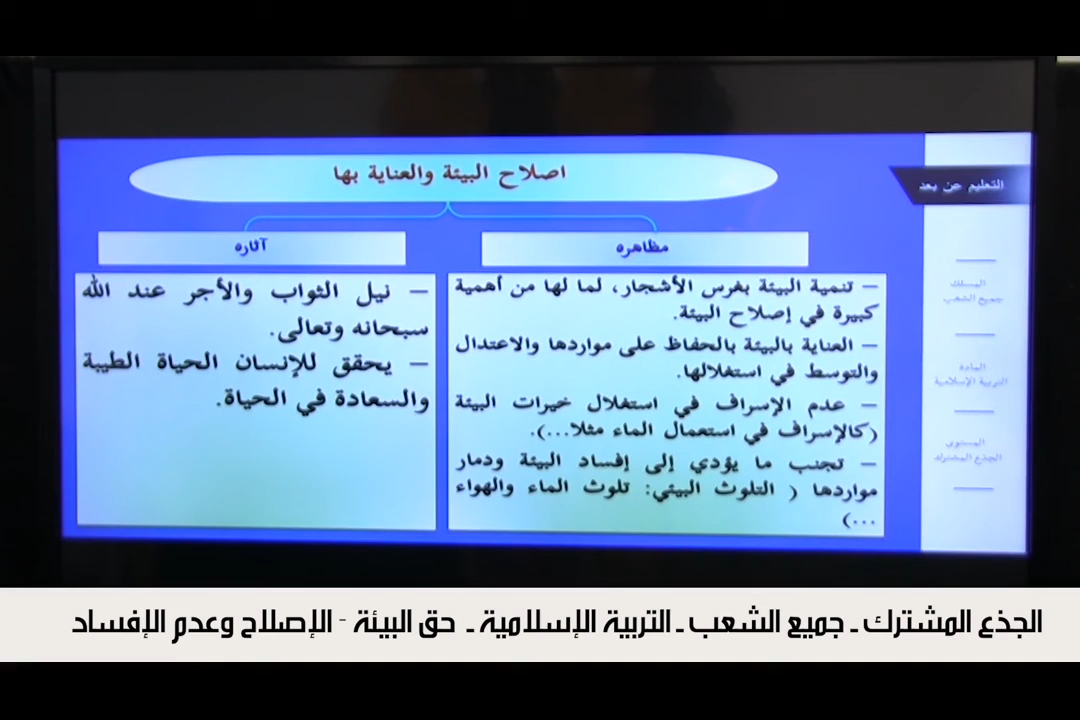 اصلاح البيئة والعناية بها
التعليم عن بعد
مظاهره
آثاره
– تنمية البيئة بغرس الأشجار، لما لها من أهمية
كبيرة في إصلاح البيئة.
– العناية بالبيئة بالحفاظ على مواردها والاعتدال
والتوسط في استغلالها.
– عدم الإسراف في استغلال خيرات البيئة
(كالإسراف في استعمال الماء مثلا...).
– تجنب ما يؤدي إلى إفساد البيئة ودمار
مواردها ( التلوث البيئي: تلوث الماء والهواء
...)
– نيل الثواب والأجر عند الله
سبحانه وتعالى.
– يحقق للإنسان الحياة الطيبة
والسعادة في الحياة.
المسلك
جميع الشعب
المادة
التربية الإسلامية
المستوى
الجذع المشترك
الجذع المشترك - جميع الشعب - التربية الإسلامية - حق البيئة - الإصلاح وعدم الإفساد